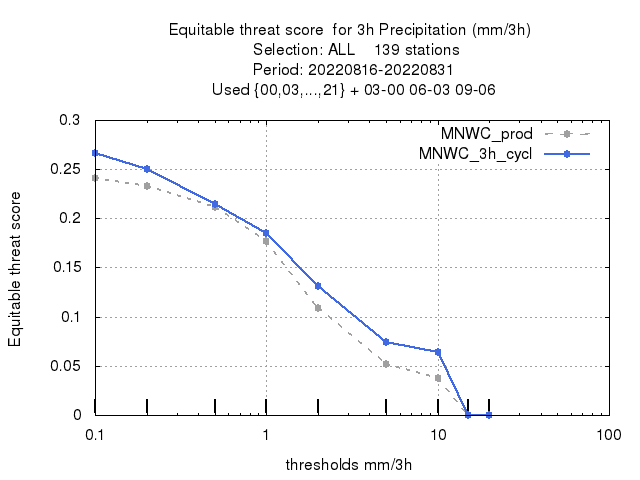 Equitable threat score  for 3h Precipitation (mm/3h)
Selection: ALL    139 stations
Period: 20220816-20220831
Used {00,03,...,21} + 03-00 06-03 09-06
MNWC_prod
MNWC_3h_cycl
0.3
0.25
0.2
0.15
0.1
0.05
0
Equitable threat score
0.1 1 10 100
thresholds mm/3h